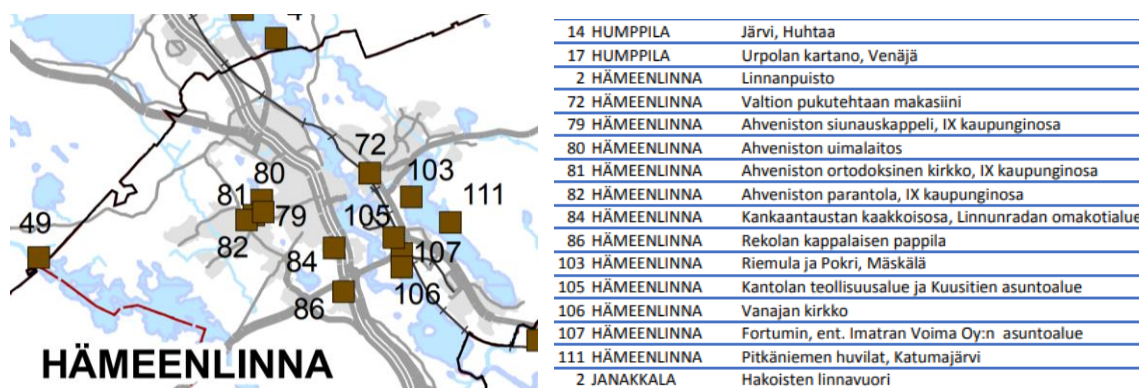 4
72
80
103
81
111
49
79
105
82
107
84
86
106
HÄMEENLINNA
14 HUMPPILA Järvi, Huhtaa
17 HUMPPILA Urpolan kartano, Venäjä
2 HÄMEENLINNA Linnanpuisto
72 HÄMEENLINNA Valtion pukutehtaan makasiini
79 HÄMEENLINNA Ahveniston siunauskappeli, IX kaupunginosa
80 HÄMEENLINNA Ahveniston uimalaitos
81 HÄMEENLINNA Ahveniston ortodoksinen kirkko, IX kaupunginosa
82 HÄMEENLINNA Ahveniston parantola, IX kaupunginosa
84 HÄMEENLINNA Kankaantaustan kaakkoisosa, Linnunradan omakotialue
86 HÄMEENLINNA Rekolan kappalaisen pappila
103 HÄMEENLINNA Riemula ja Pokri, Mäskälä
105 HÄMEENLINNA Kantolan teollisuusalue ja Kuusitien asuntoalue
106 HÄMEENLINNA Vanajan kirkko
107 HÄMEENLINNA Fortumin, ent. Imatran Voima Oy:n asuntoalue
111 HÄMEENLINNA Pitkäniemen huvilat, Katumajärvi
2 JANAKKALA Hakoisten linnavuori